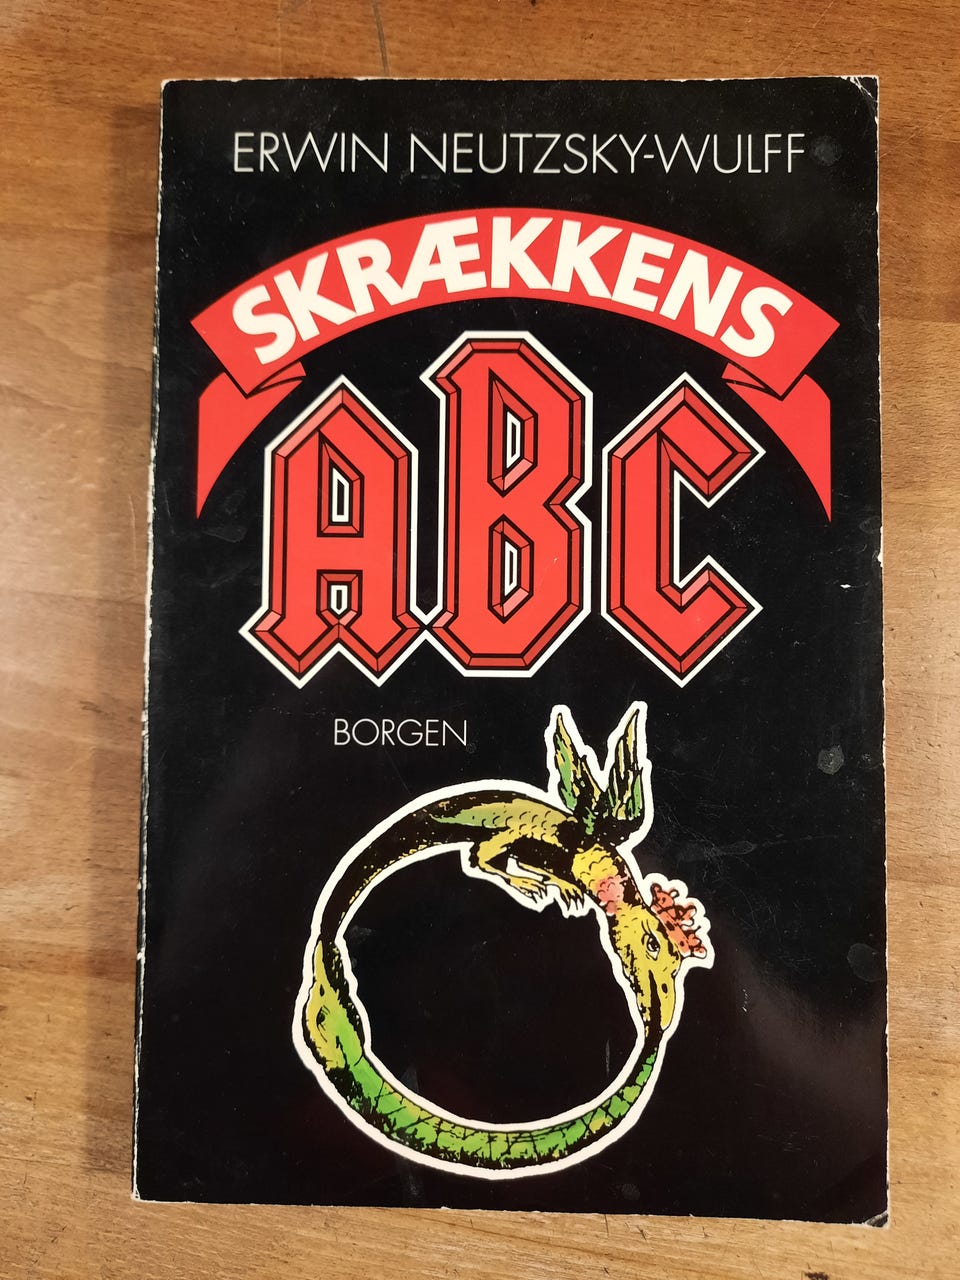 ERWIN NEUTZSKY-WULFF
SKRÆKKENS
ABC
BORGEN